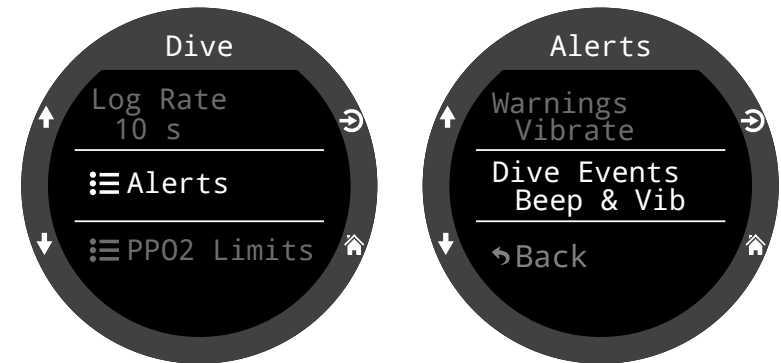 Dive
Log Rate
10 s
Alerts
PPO2 Limits
Alerts
Warnings
Vibrate
Dive Events
Beep & Vib
Back